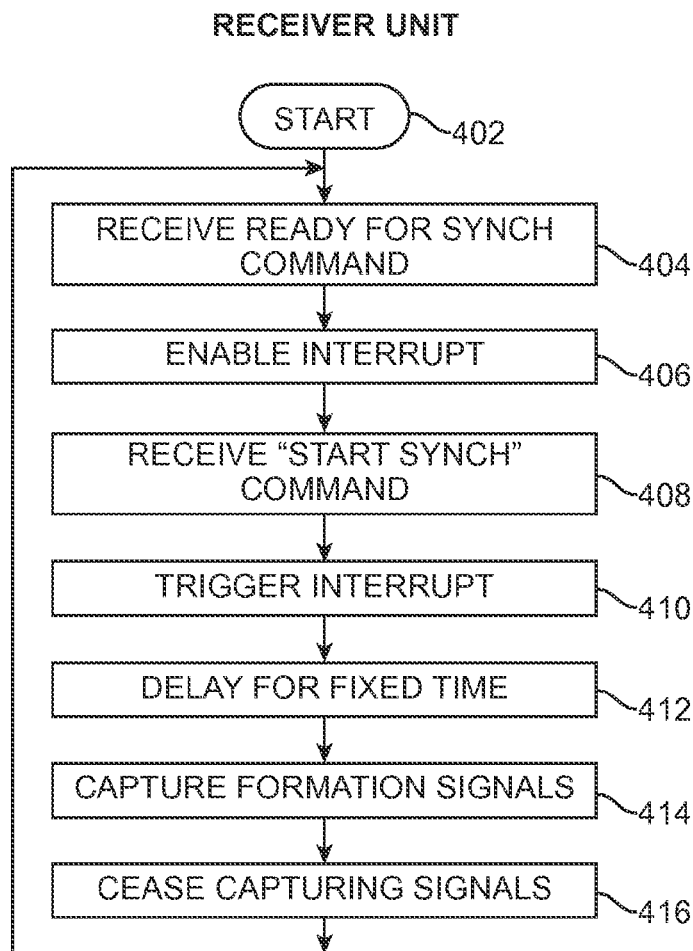 RECEIVER UNIT
START
402
RECEIVE READY FOR SYNCH
COMMAND
404
ENABLE INTERRUPT
406
RECEIVE “START SYNCH”
COMMAND
408
TRIGGER INTERRUPT
410
DELAY FOR FIXED TIME
412
CAPTURE FORMATION SIGNALS
414
CEASE CAPTURING SIGNALS
416